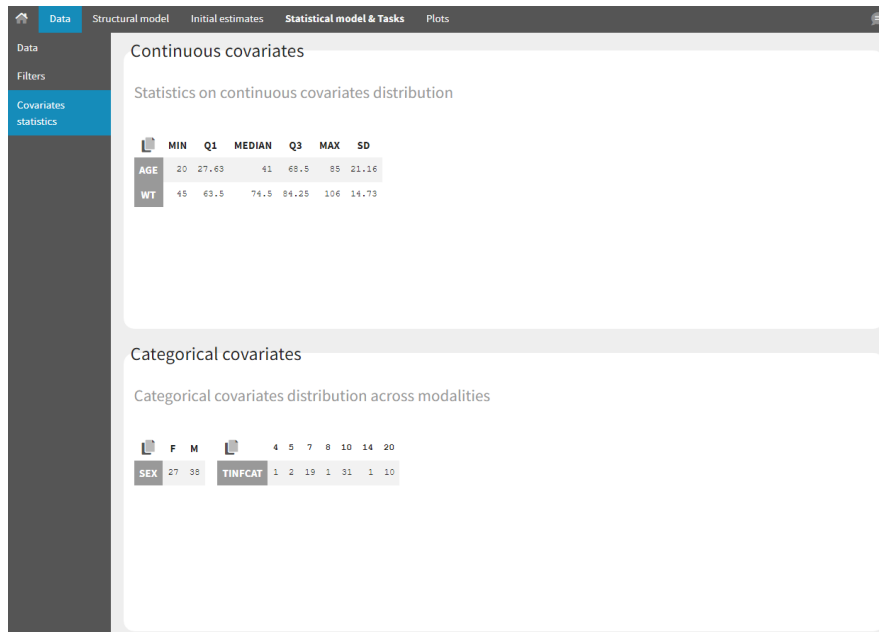 Data Structural model Initial estimates Statistical model & Tasks Plots
Data
Filters
Covariates
statistics
Continuous covariates
Statistics on continuous covariates distribution
MIN Q1 MEDIAN Q3 MAX SD
AGE 20 27.63 41 68.5 85 21.16
WT 45 63.5 74.5 84.25 106 14.73
Categorical covariates
Categorical covariates distribution across modalities
F M 4 5 7 8 10 14 20
SEX 27 38 TINFCAT 1 2 19 1 31 1 10